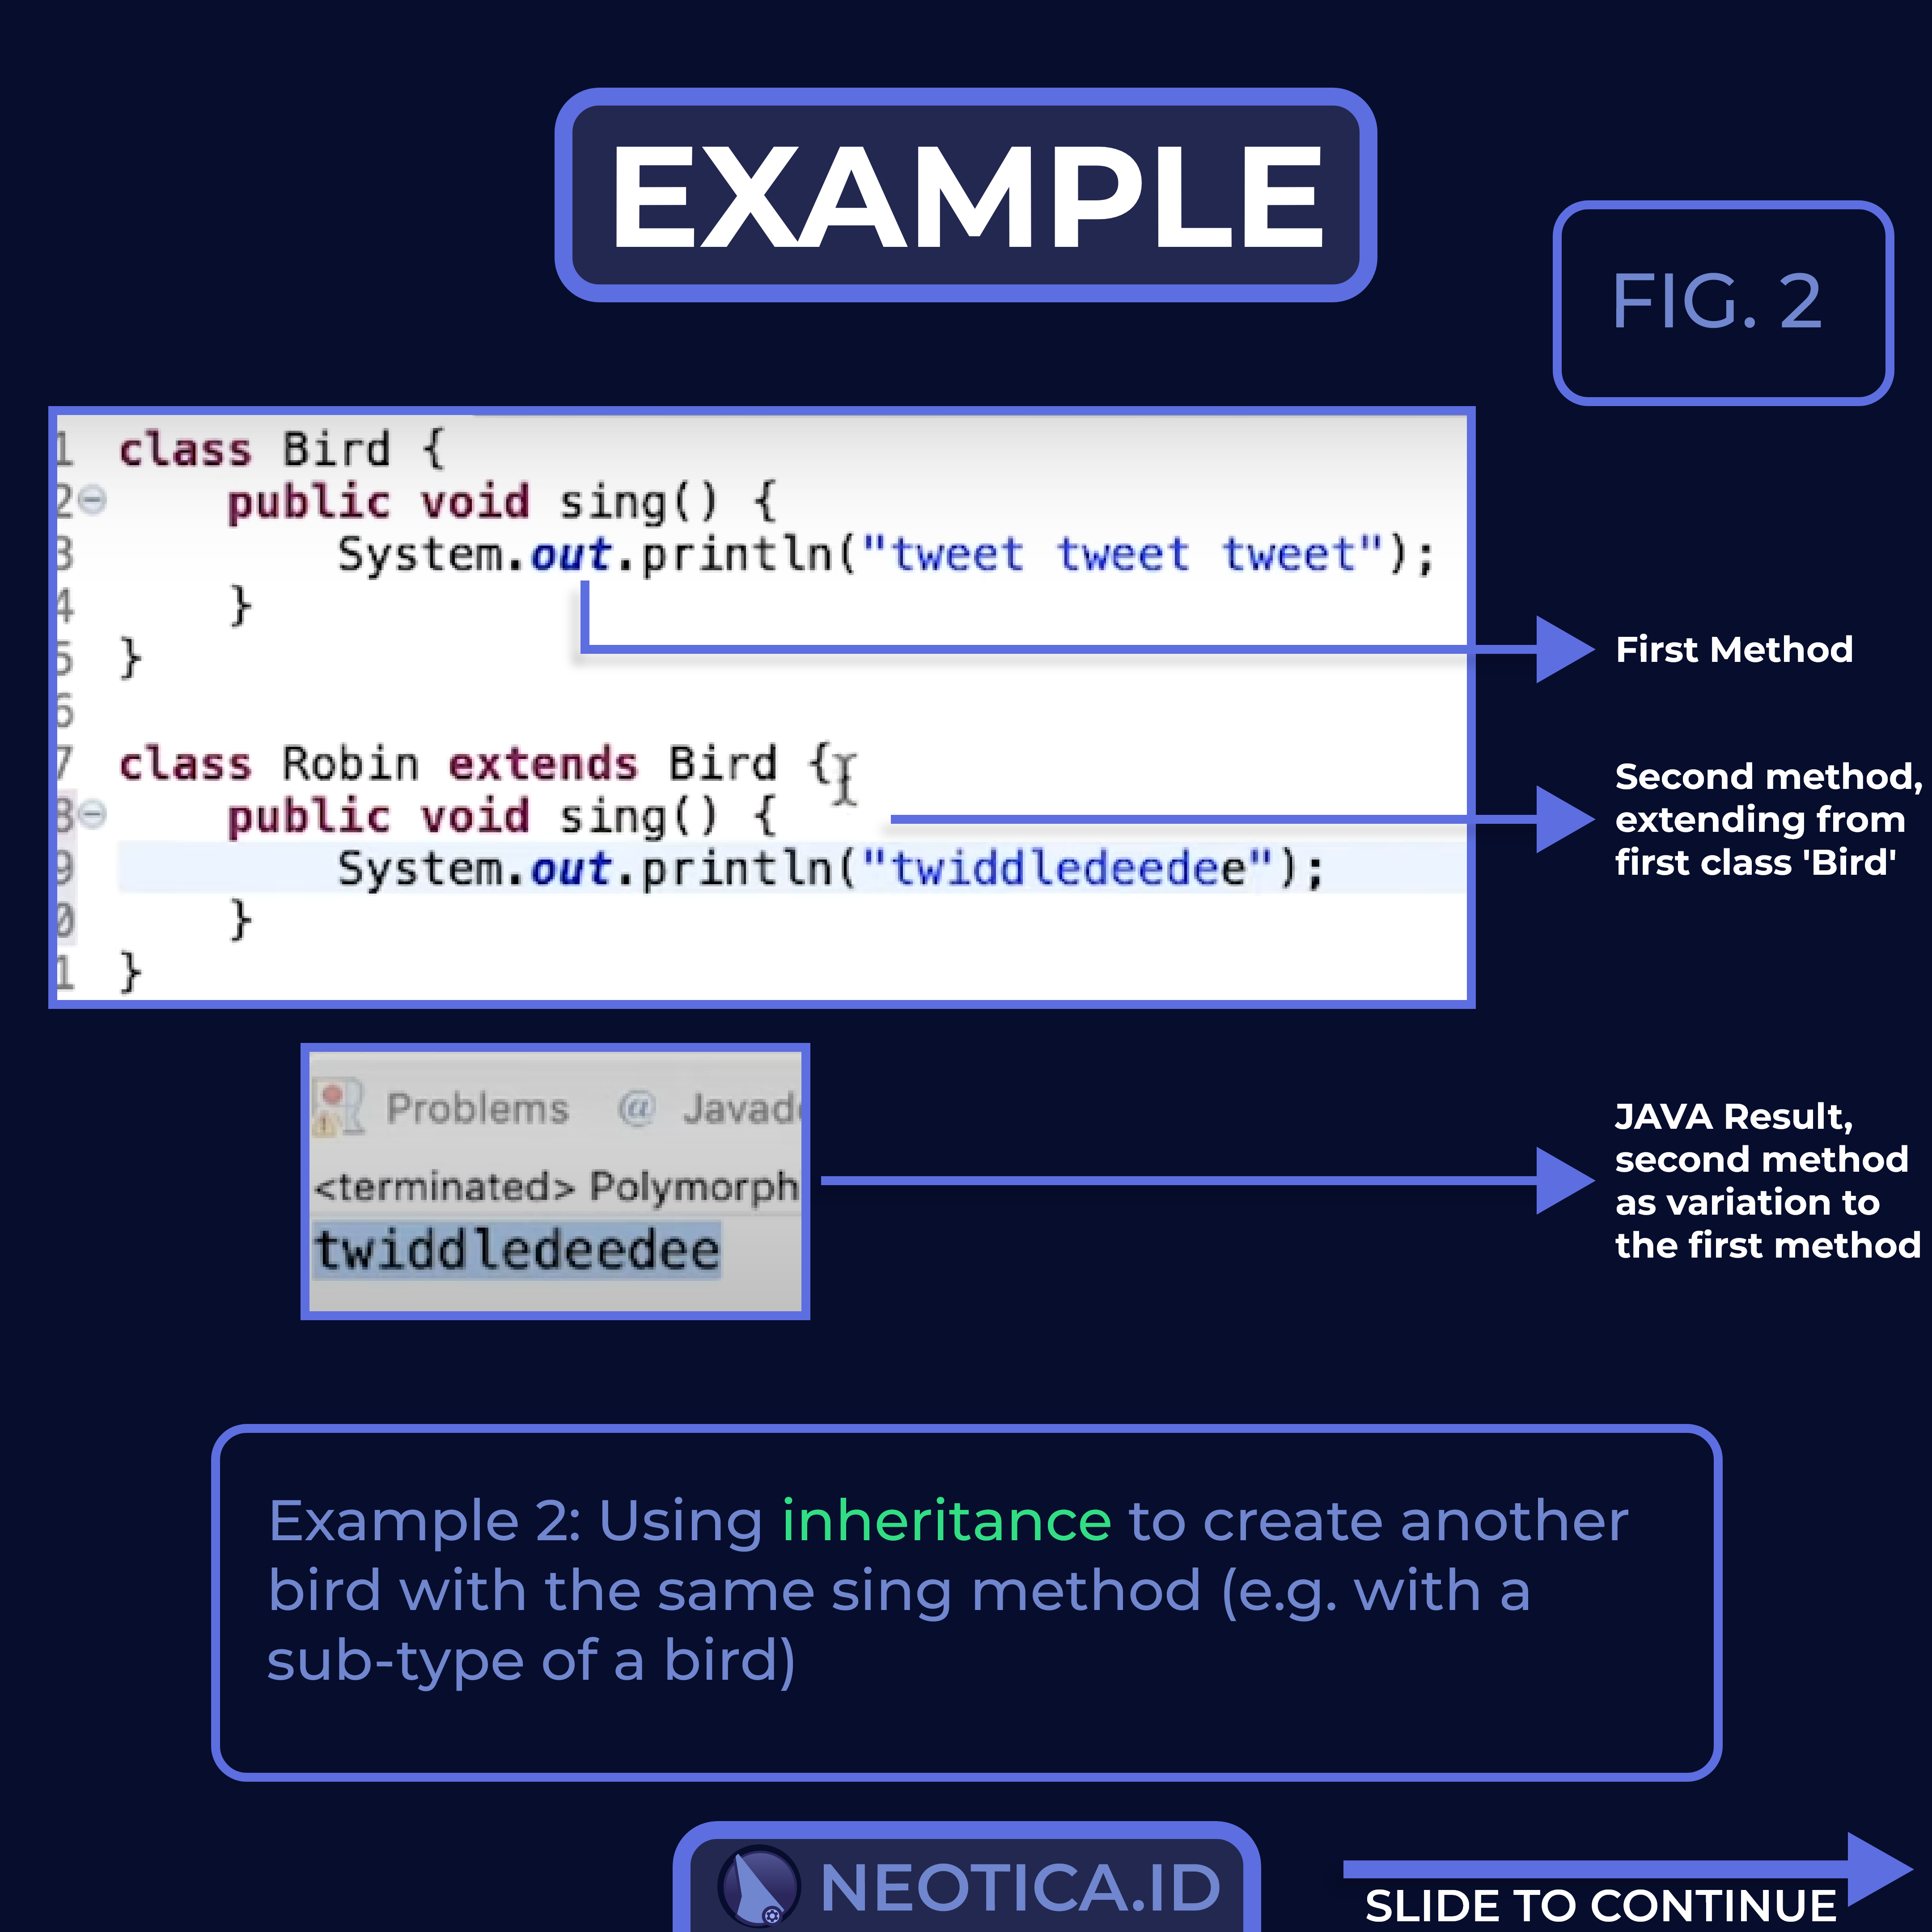 EXAMPLE
FIG. 2
1 class Bird {
2 public void sing() {
3 System.out.println("tweet tweet tweet");
4 }
5 }
6
7 class Robin extends Bird {
8 public void sing() {
9 System.out.println("twiddledeedee");
0 }
1 }
First Method
Second method,
extending from
first class 'Bird'
Problems @ Javad
<terminated> Polymorph
twiddledeedee
JAVA Result,
second method
as variation to
the first method
Example 2: Using inheritance to create another
bird with the same sing method (e.g. with a
sub-type of a bird)
NEOTICA.ID
SLIDE TO CONTINUE